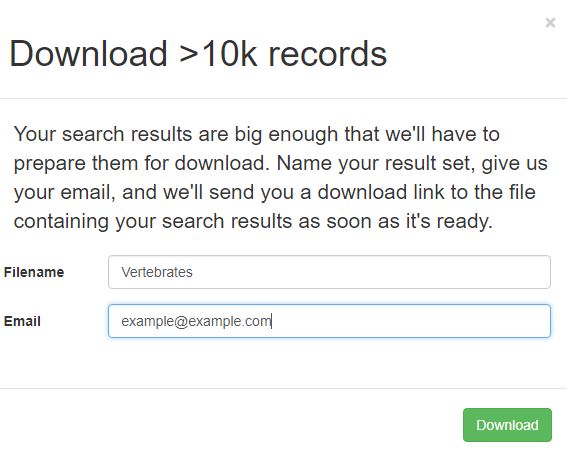 ×
Download >10k records
Your search results are big enough that we'll have to
prepare them for download. Name your result set, give us
your email, and we'll send you a download link to the file
containing your search results as soon as it's ready.
Filename Vertebrates
Email example@example.com
Download